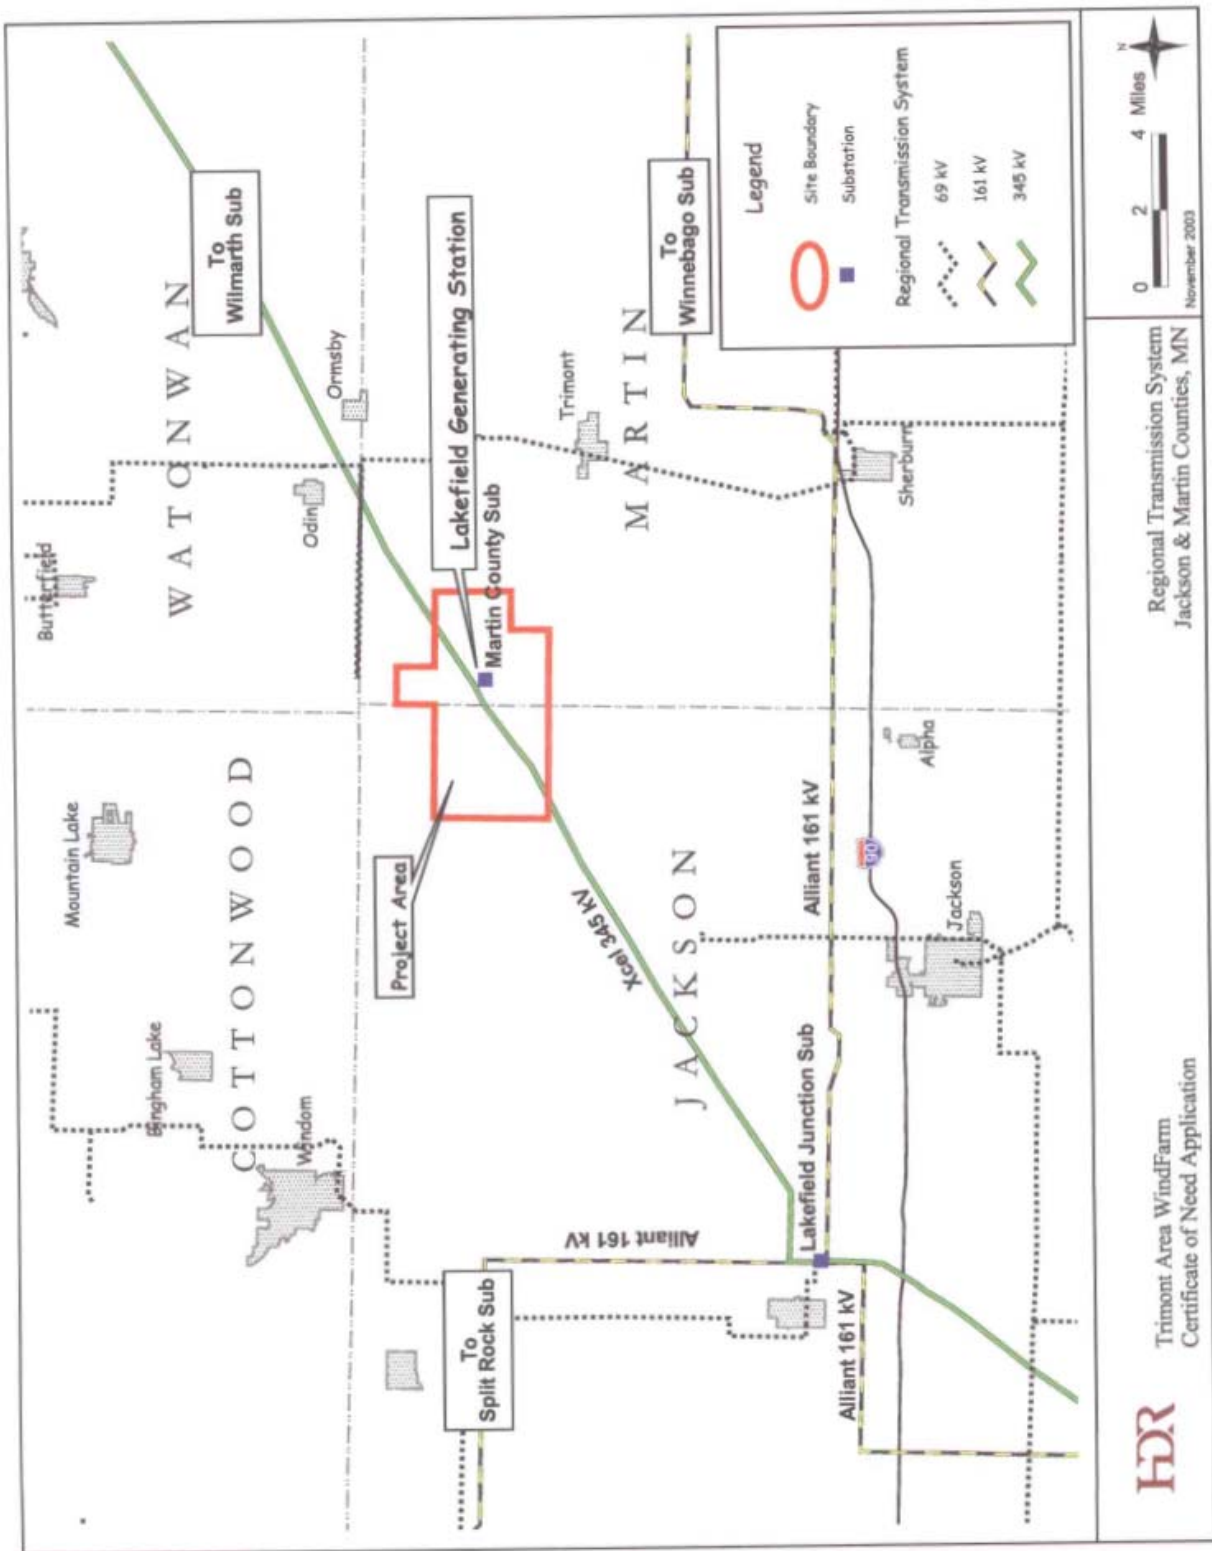 To
Wilmarth Sub
WATONWAN
Butterfield
Odin
Ormsby
Mountain Lake
COTTONWOOD
Bingham Lake
Windom
Lakefield Generating Station
Martin County Sub
Project Area
Trimont
MARTIN
To
Winnebago Sub
Xcel 345 kV
JACKSON
To
Split Rock Sub
Alliant 161 kV
Lakefield Junction Sub
Alliant 161 kV
Alliant 161 kV
90
Jackson
Alpha
Sherburn
Legend
Site Boundary
Substation
Regional Transmission System
69 kV
161 kV
345 kV
HDR
Trimont Area WindFarm
Certificate of Need Application
Regional Transmission System
Jackson & Martin Counties, MN
0 2 4 Miles
N
November 2003